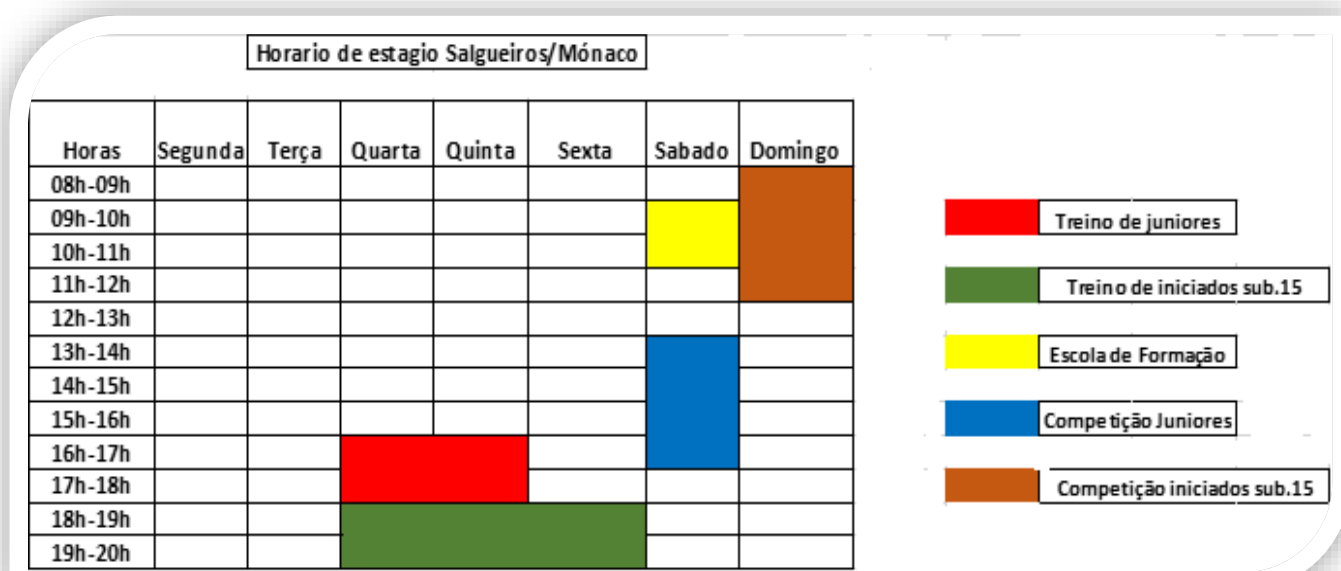 Horario de estagio Salgueiros/Mónaco
Horas Segunda Terça Quarta Quinta Sexta Sabado Domingo
08h-09h
09h-10h
10h-11h
11h-12h
12h-13h
13h-14h
14h-15h
15h-16h
16h-17h
17h-18h
18h-19h
19h-20h
Treino de juniores
Treino de iniciados sub.15
Escola de Formação
Competição Juniores
Competição iniciados sub.15